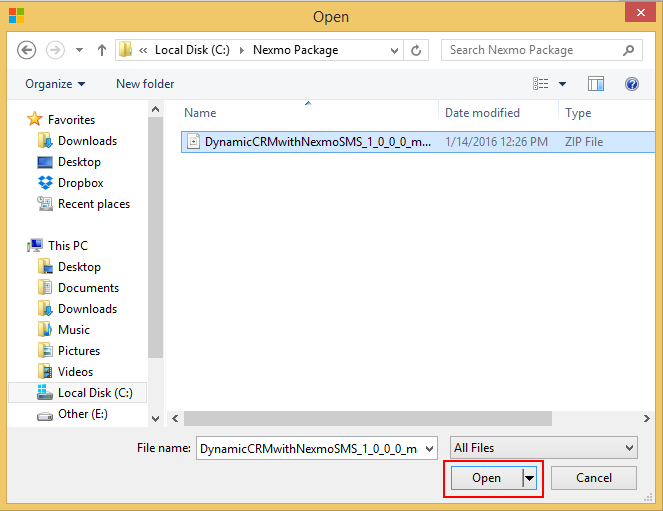 Open
« Local Disk (C:) Nexmo Package
Search Nexmo Package
Organize New folder
Name Date modified Type
DynamicCRMwithNexmoSMS_1_0_0_0_m... 1/14/2016 12:26 PM ZIP File
Favorites
Downloads
Desktop
Dropbox
Recent places
This PC
Desktop
Documents
Downloads
Music
Pictures
Videos
Local Disk (C:)
Other (E:)
File name: DynamicCRMwithNexmoSMS_1_0_0_0_m All Files
Open Cancel